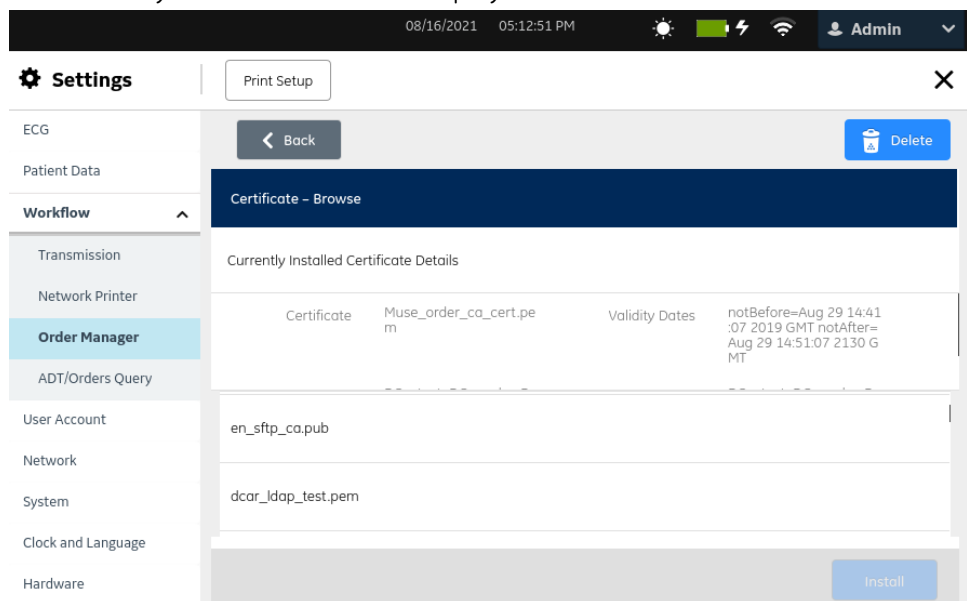 08/16/2021 05:12:51 PM Admin
Settings
Print Setup
ECG
Patient Data
Workflow
Transmission
Network Printer
Order Manager
ADT/Orders Query
User Account
Network
System
Clock and Language
Hardware
Back
Delete
Certificate – Browse
Currently Installed Certificate Details
Certificate
Muse_order_ca_cert.pe
m
Validity Dates
notBefore=Aug 29 14:41
:07 2019 GMT notAfter=
Aug 29 14:51:07 2130 G
MT
en_sftp_ca.pub
dcar_ldap_test.pem
Install